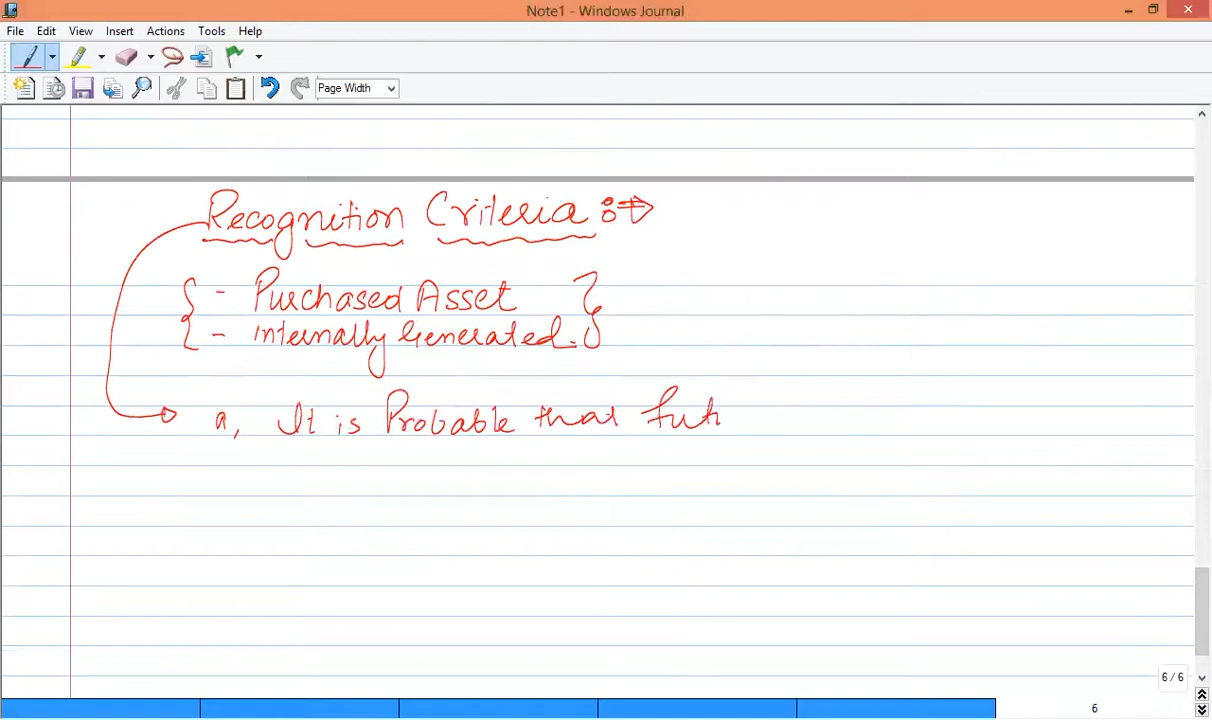 Note1 - Windows Journal
File Edit View Insert Actions Tools Help
Page Width
Recognition Criteria
- Purchased Asset
- Internally Generated.
a, It is Probable that fut
6 / 6
6